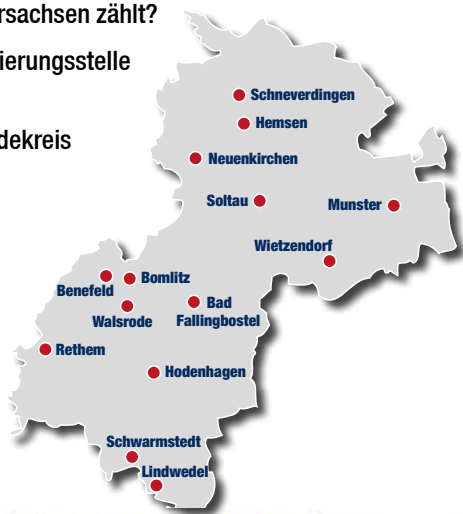 rsachsen zählt?
ierungsstelle
dekreis
Schneverdingen
Hemsen
Neuenkirchen
Soltau
Munster
Wietzendorf
Benefeld
Bomlitz
Walsrode
Bad
Fallingbostel
Rethem
Hodenhagen
Schwarmstedt
Lindwedel